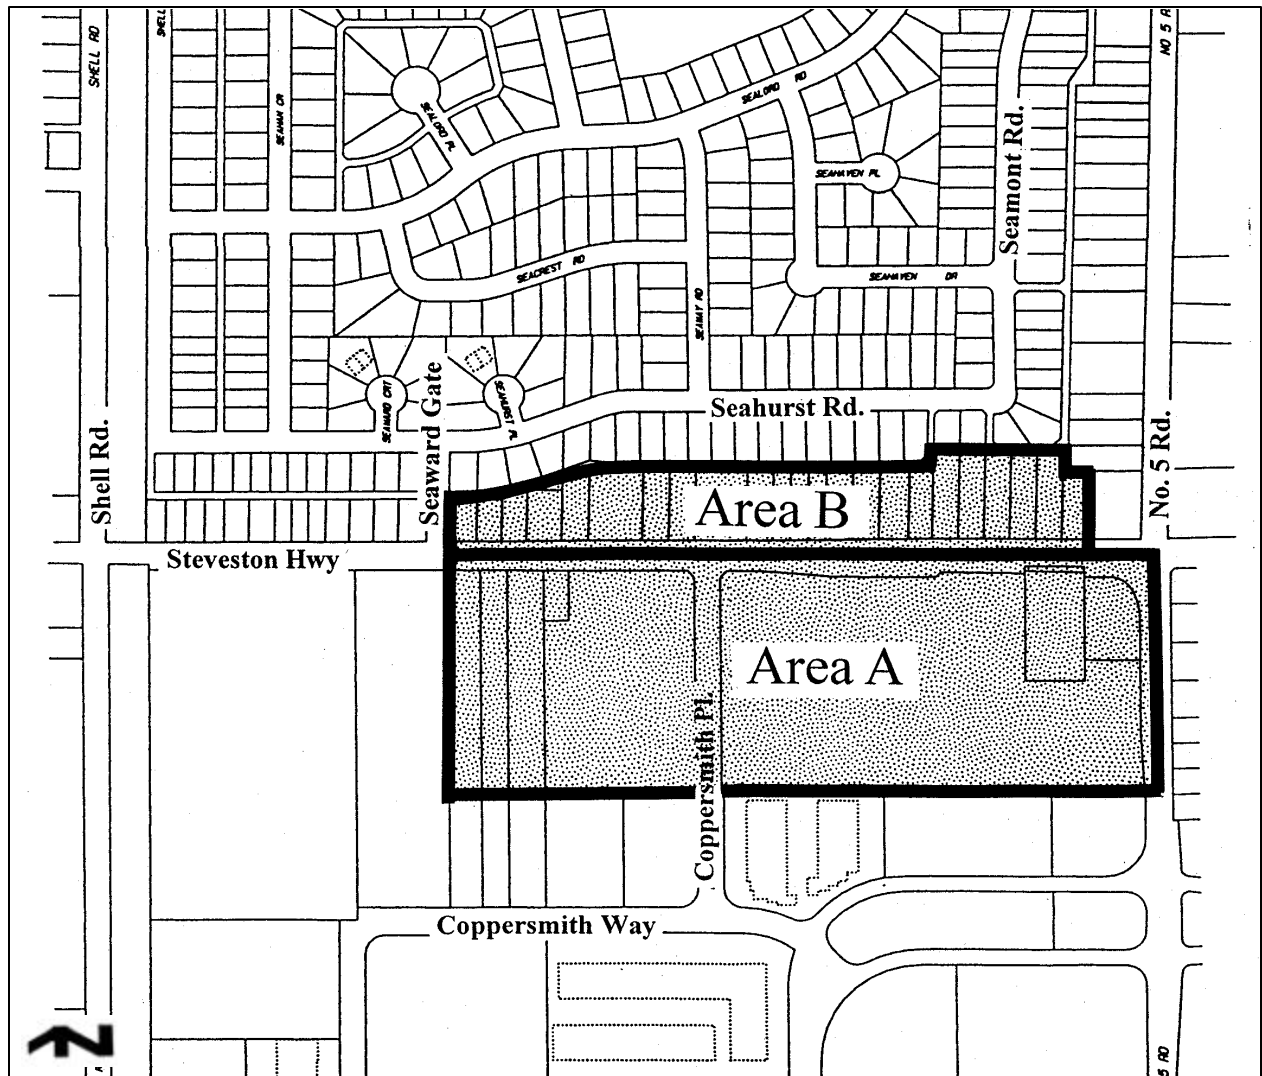 SHELL RD
SHELL
NO 5 R
SEAHAN CR
SEALORD PL
SEALORD RD
Seamont Rd.
SEAHAVEN PL
SEACREST RD
SEAHAVEN DR
SEAWAY RD
SEAWARD CRT
Seaward Gate
SEAHURST PL
Seahurst Rd.
Shell Rd.
No. 5 Rd.
Area B
Steveston Hwy
Area A
Coppersmith Pl.
Coppersmith Way
N
5 RD